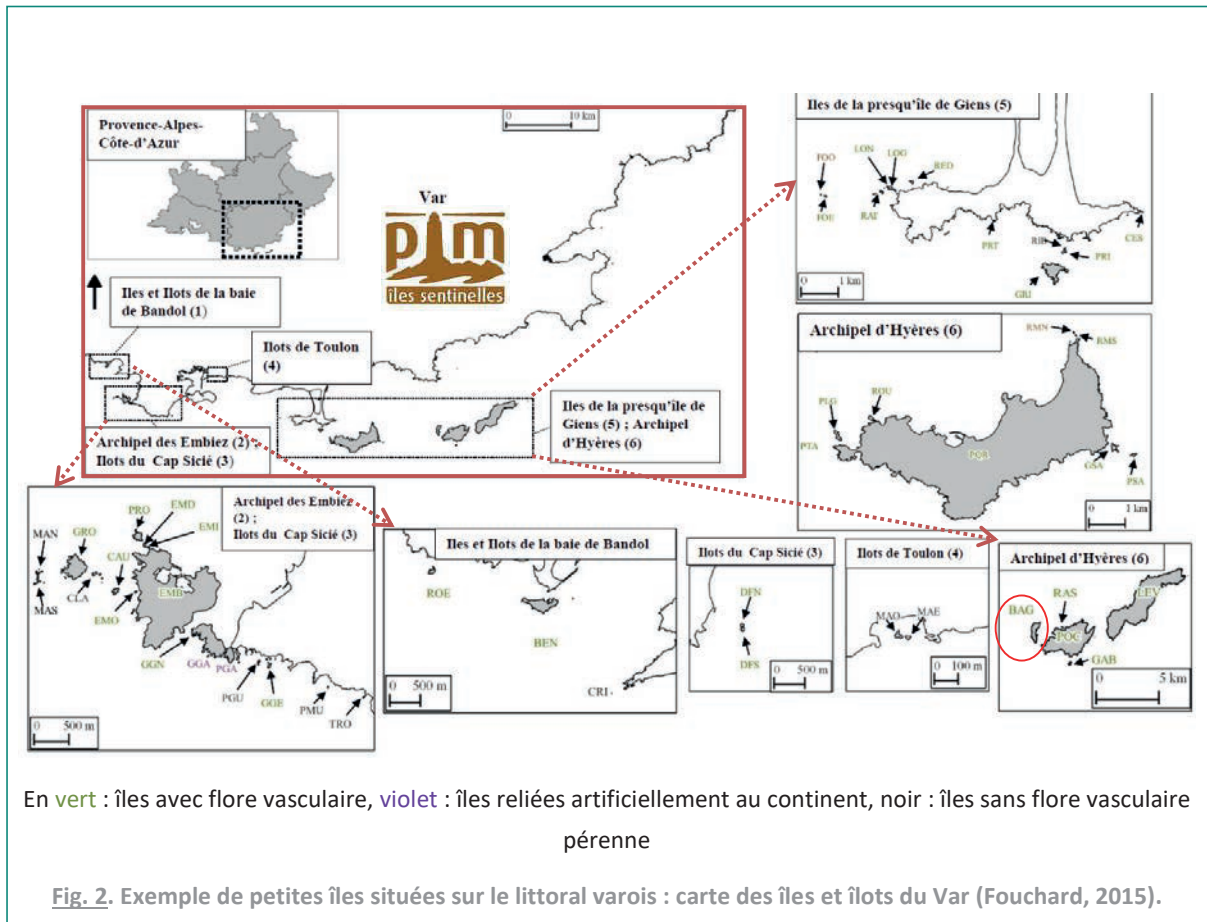 Provence-Alpes-
Côte-d'Azur
0 10 km
Var
pim
îles sentinelles
Iles et Ilots de la baie
de Bandol (1)
Ilots de Toulon
(4)
Archipel des Embiez (2) ;
Ilots du Cap Sicié (3)
Iles de la presqu'île de
Giens (5) ; Archipel
d'Hyères (6)
Iles de la presqu'île de Giens (5)
FOO
LON
LOG
RED
FOE
RAT
PRT
RIB
PRI
CES
GRI
0 1 km
Archipel d'Hyères (6)
RMN
RMS
PLG
ROU
PTA
PQR
GSA
PSA
0 1 km
Archipel des Embiez
(2) ;
Ilots du Cap Sicié (3)
MAN
GRO
PRO
EMD
EMI
CAU
MAS
CLA
EMB
EMO
GGN
GGA
PGA
PGU
GGE
PMU
TRO
0 500 m
Iles et Ilots de la baie de Bandol
ROE
BEN
CRI
0 500 m
Ilots du Cap Sicié (3)
DFN
DFS
0 500 m
Ilots de Toulon (4)
MAO
MAE
0 100 m
Archipel d'Hyères (6)
BAG
RAS
LEV
POC
GAB
0 5 km
En vert : îles avec flore vasculaire, violet : îles reliées artificiellement au continent, noir : îles sans flore vasculaire
pérenne
Fig. 2. Exemple de petites îles situées sur le littoral varois : carte des îles et îlots du Var (Fouchard, 2015).